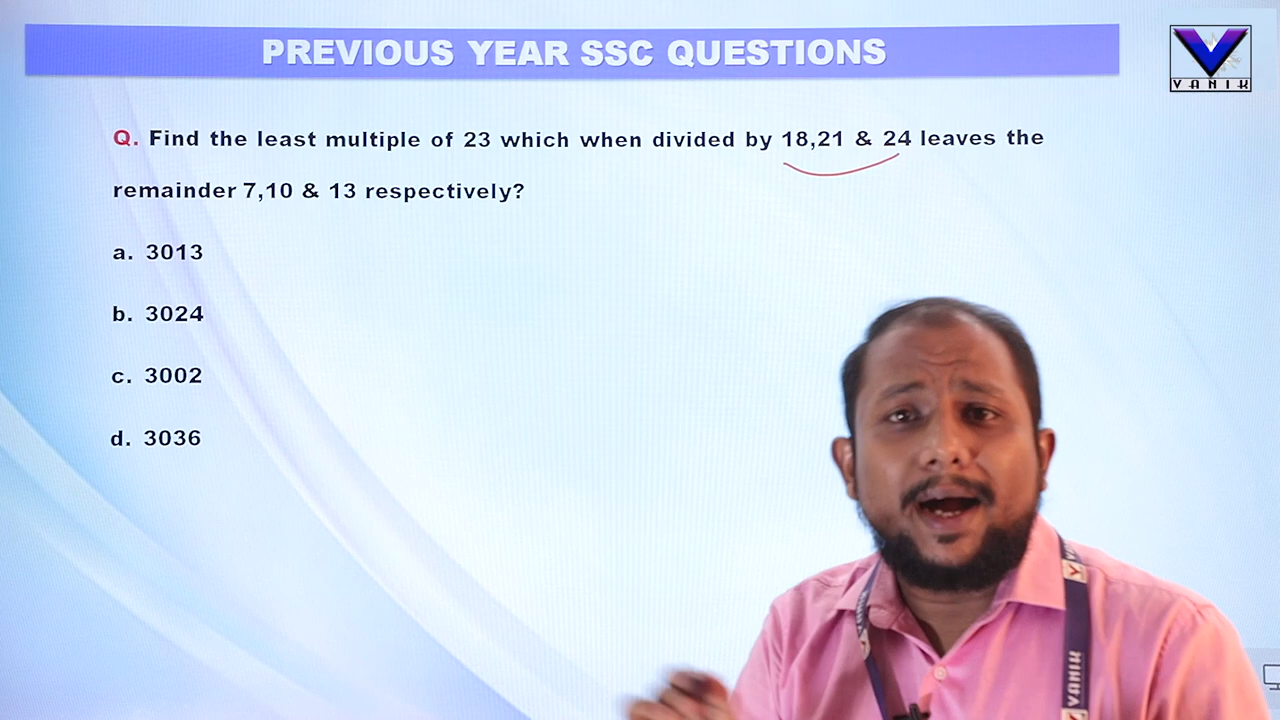 PREVIOUS YEAR SSC QUESTIONS
VANIK
Q. Find the least multiple of 23 which when divided by 18,21 & 24 leaves the
remainder 7,10 & 13 respectively?
a. 3013
b. 3024
c. 3002
d. 3036
VANIK